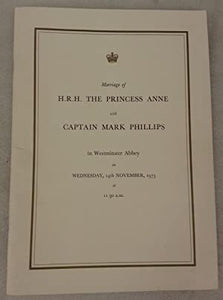 Marriage of
H.R.H. THE PRINCESS ANNE
and
CAPTAIN MARK PHILLIPS
in Westminster Abbey
on
WEDNESDAY, 14th NOVEMBER, 1973
at
11.30 a.m.